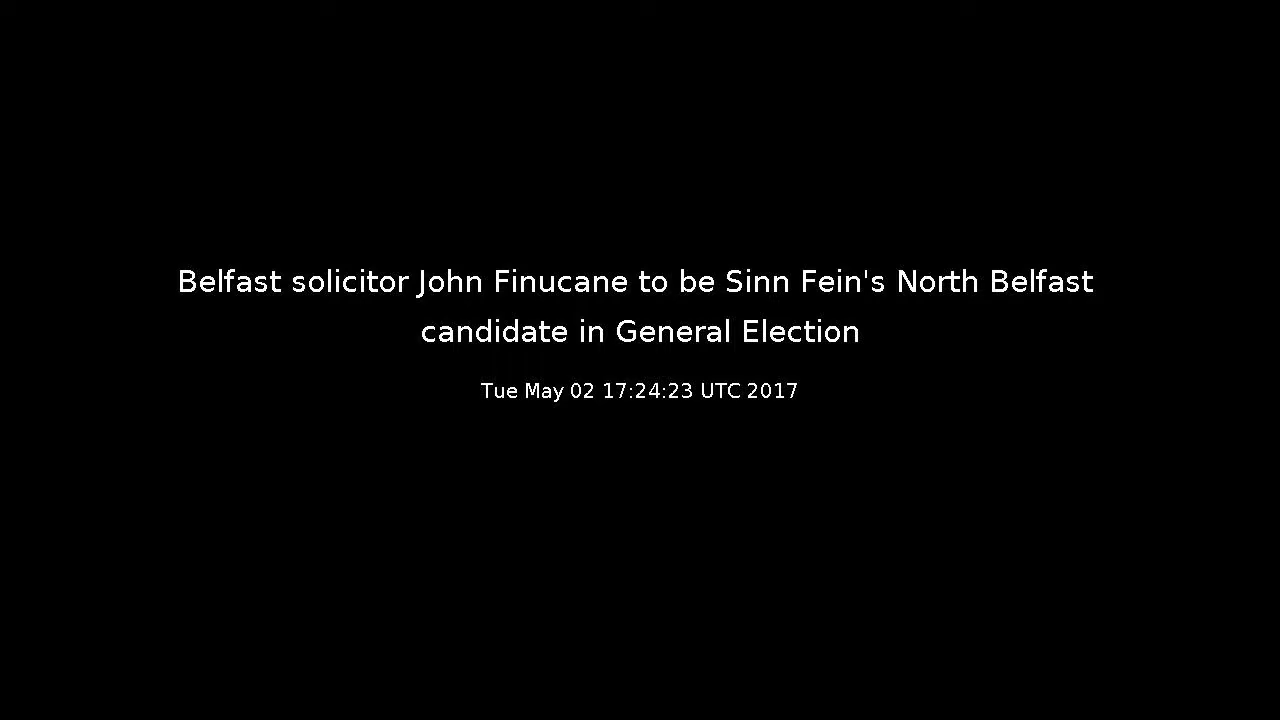 Belfast solicitor John Finucane to be Sinn Fein's North Belfast
candidate in General Election
Tue May 02 17:24:23 UTC 2017